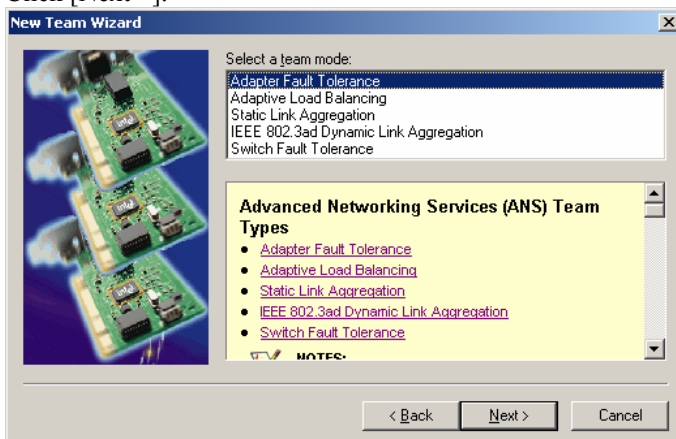 New Team Wizard
Select a team mode:
Adapter Fault Tolerance
Adaptive Load Balancing
Static Link Aggregation
IEEE 802.3ad Dynamic Link Aggregation
Switch Fault Tolerance
Advanced Networking Services (ANS) Team
Types
• Adapter Fault Tolerance
• Adaptive Load Balancing
• Static Link Aggregation
• IEEE 802.3ad Dynamic Link Aggregation
• Switch Fault Tolerance
NOTES:
< Back
Next >
Cancel